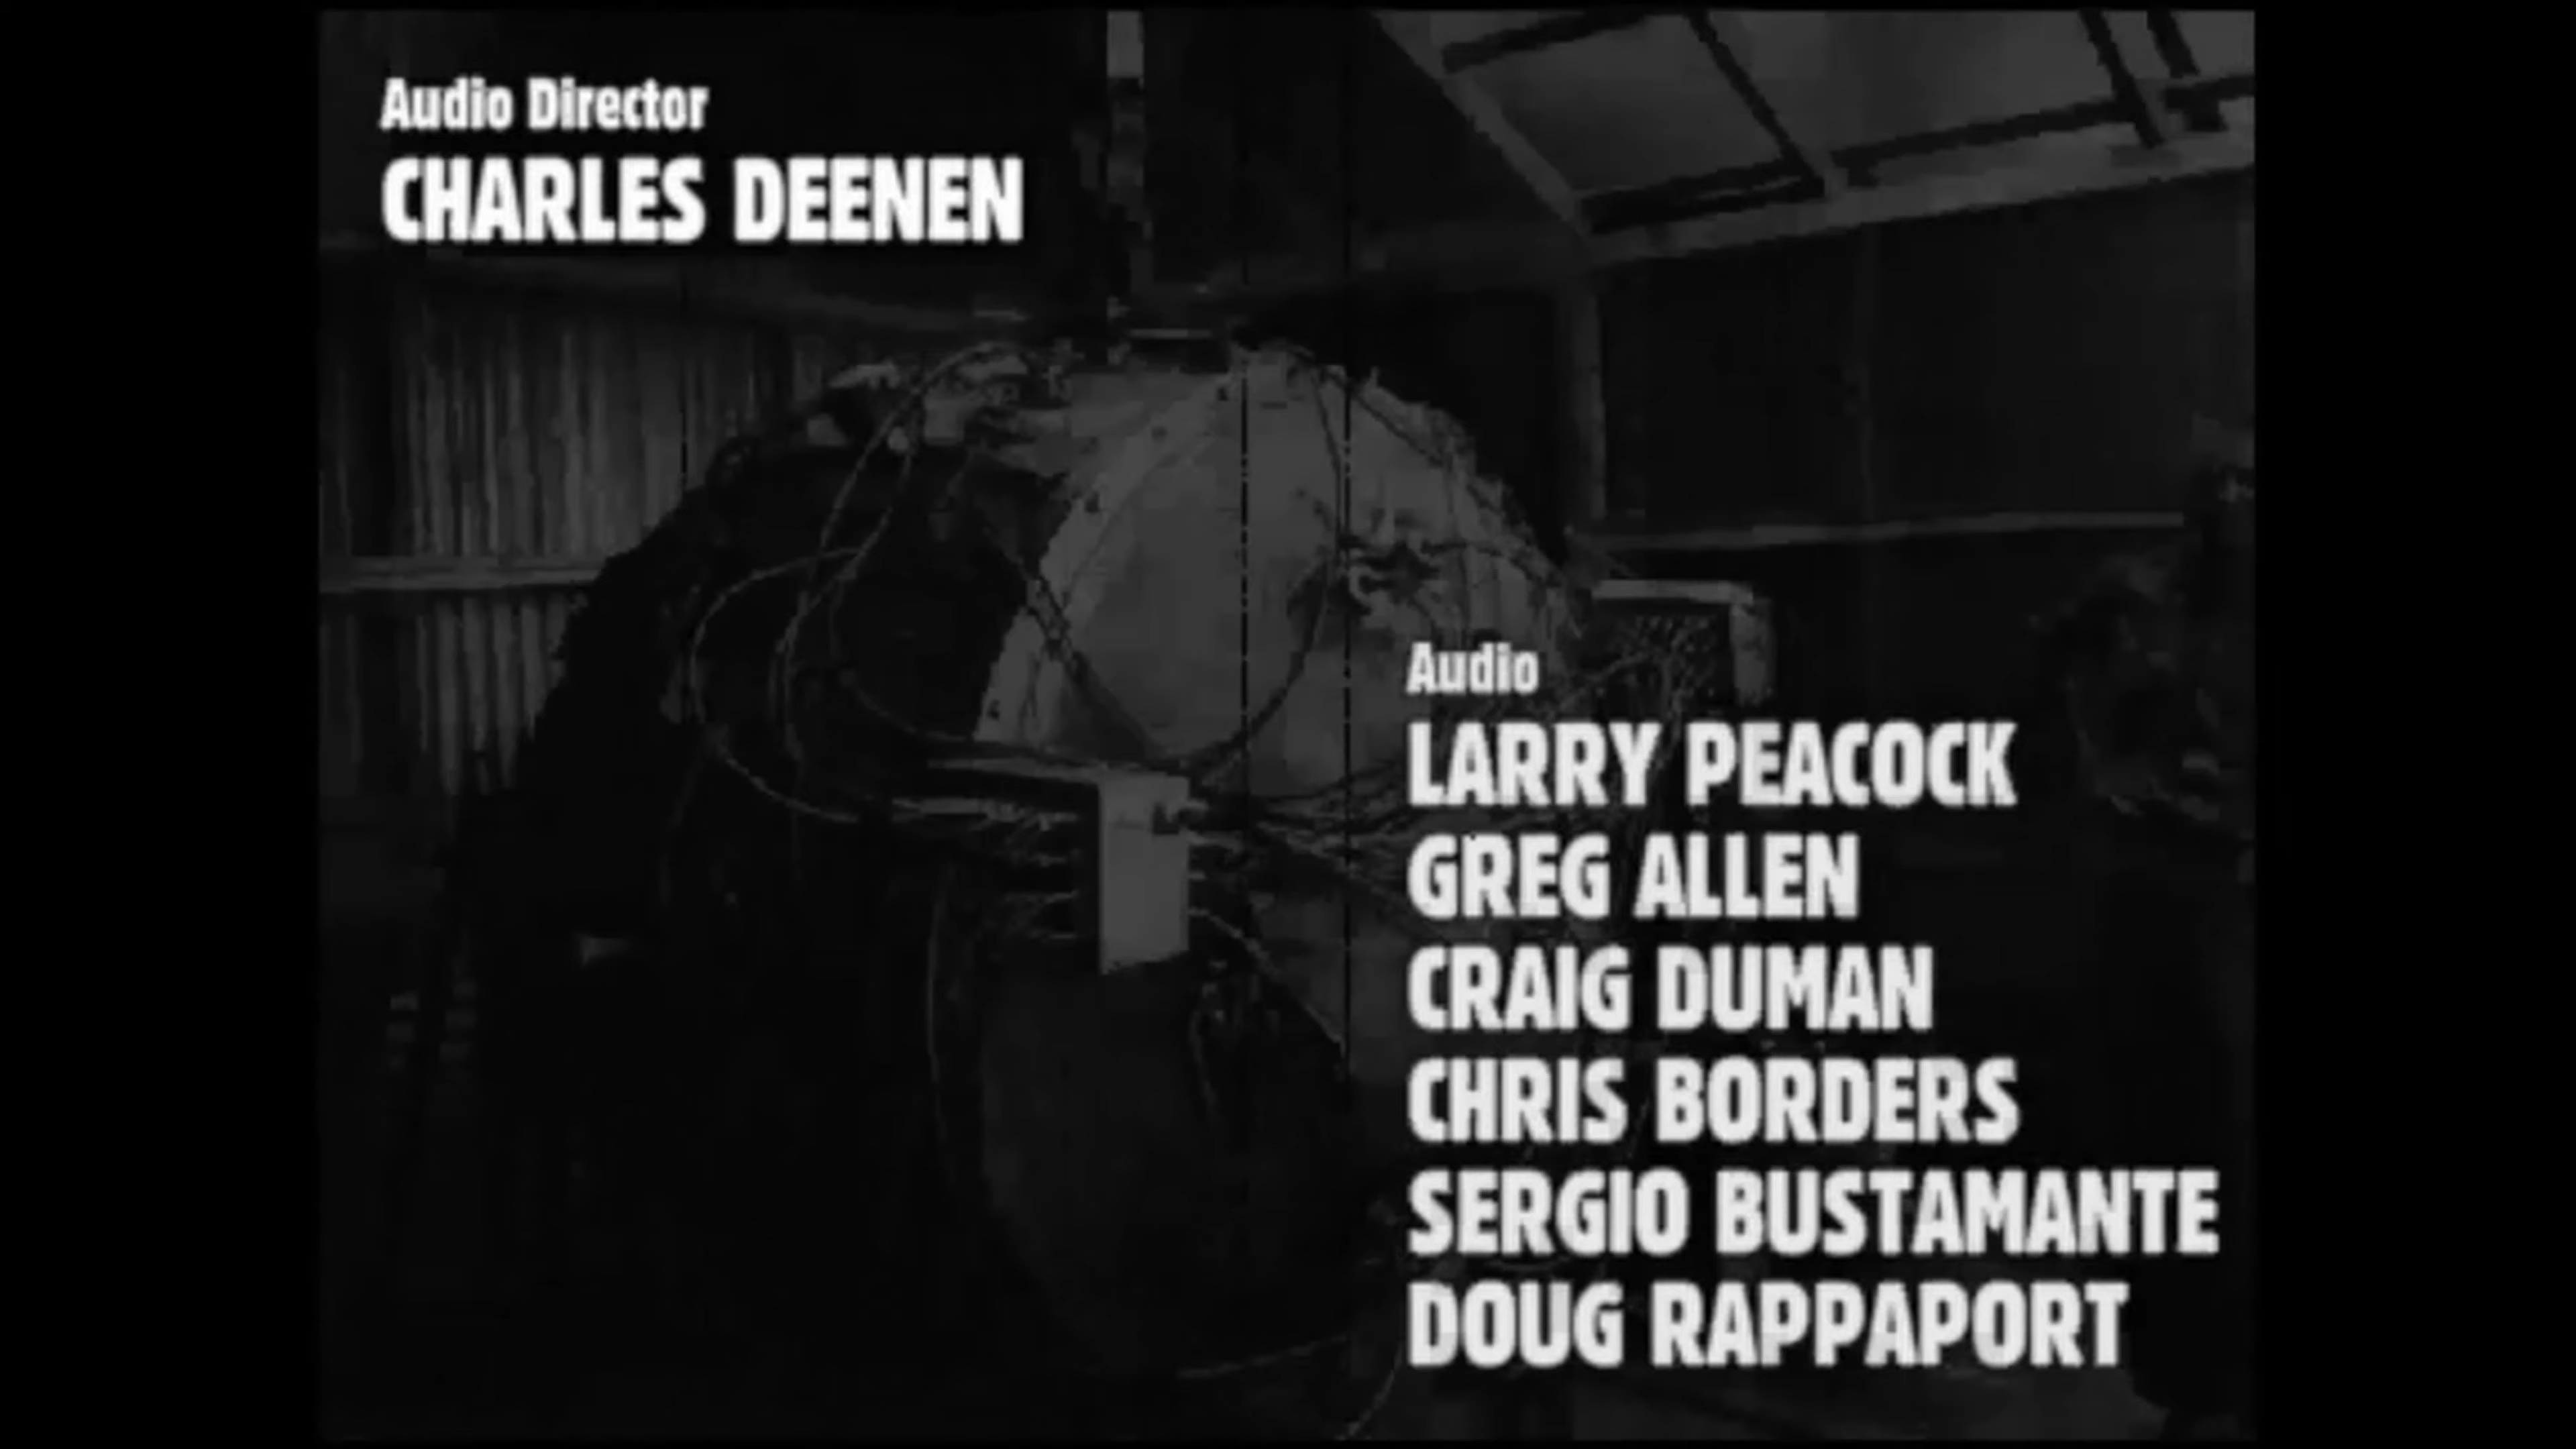 Audio Director
CHARLES DEENEN
Audio
LARRY PEACOCK
GREG ALLEN
CRAIG DUMAN
CHRIS BORDERS
SERGIO BUSTAMANTE
DOUG RAPPAPORT